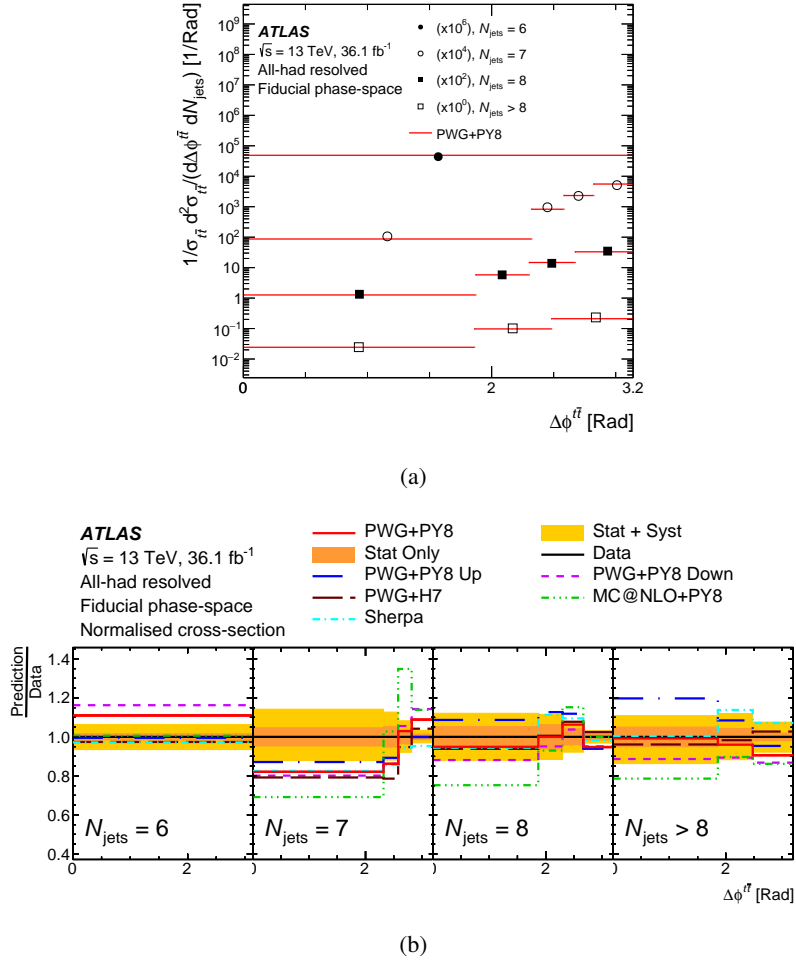 ATLAS
√s = 13 TeV, 36.1 fb⁻¹
All-had resolved
Fiducial phase-space
(x10⁶), N_jets = 6
(x10⁴), N_jets = 7
(x10²), N_jets = 8
(x10⁰), N_jets > 8
PWG+PY8
1/σ_tt̄ d²σ_tt̄/(dΔϕ^tt̄ dN_jets) [1/Rad]
10⁹
10⁸
10⁷
10⁶
10⁵
10⁴
10³
10²
10
1
10⁻¹
10⁻²
0 2 3.2
Δϕ^tt̄ [Rad]
(a)
ATLAS
√s = 13 TeV, 36.1 fb⁻¹
All-had resolved
Fiducial phase-space
Normalised cross-section
PWG+PY8
Stat Only
PWG+PY8 Up
PWG+H7
Sherpa
Stat + Syst
Data
PWG+PY8 Down
MC@NLO+PY8
Prediction
Data
1.4
1.2
1.0
0.8
0.6
0.4
N_jets = 6 N_jets = 7 N_jets = 8 N_jets > 8
0 2 0 2 0 2 0 2
Δϕ^tt̄ [Rad]
(b)